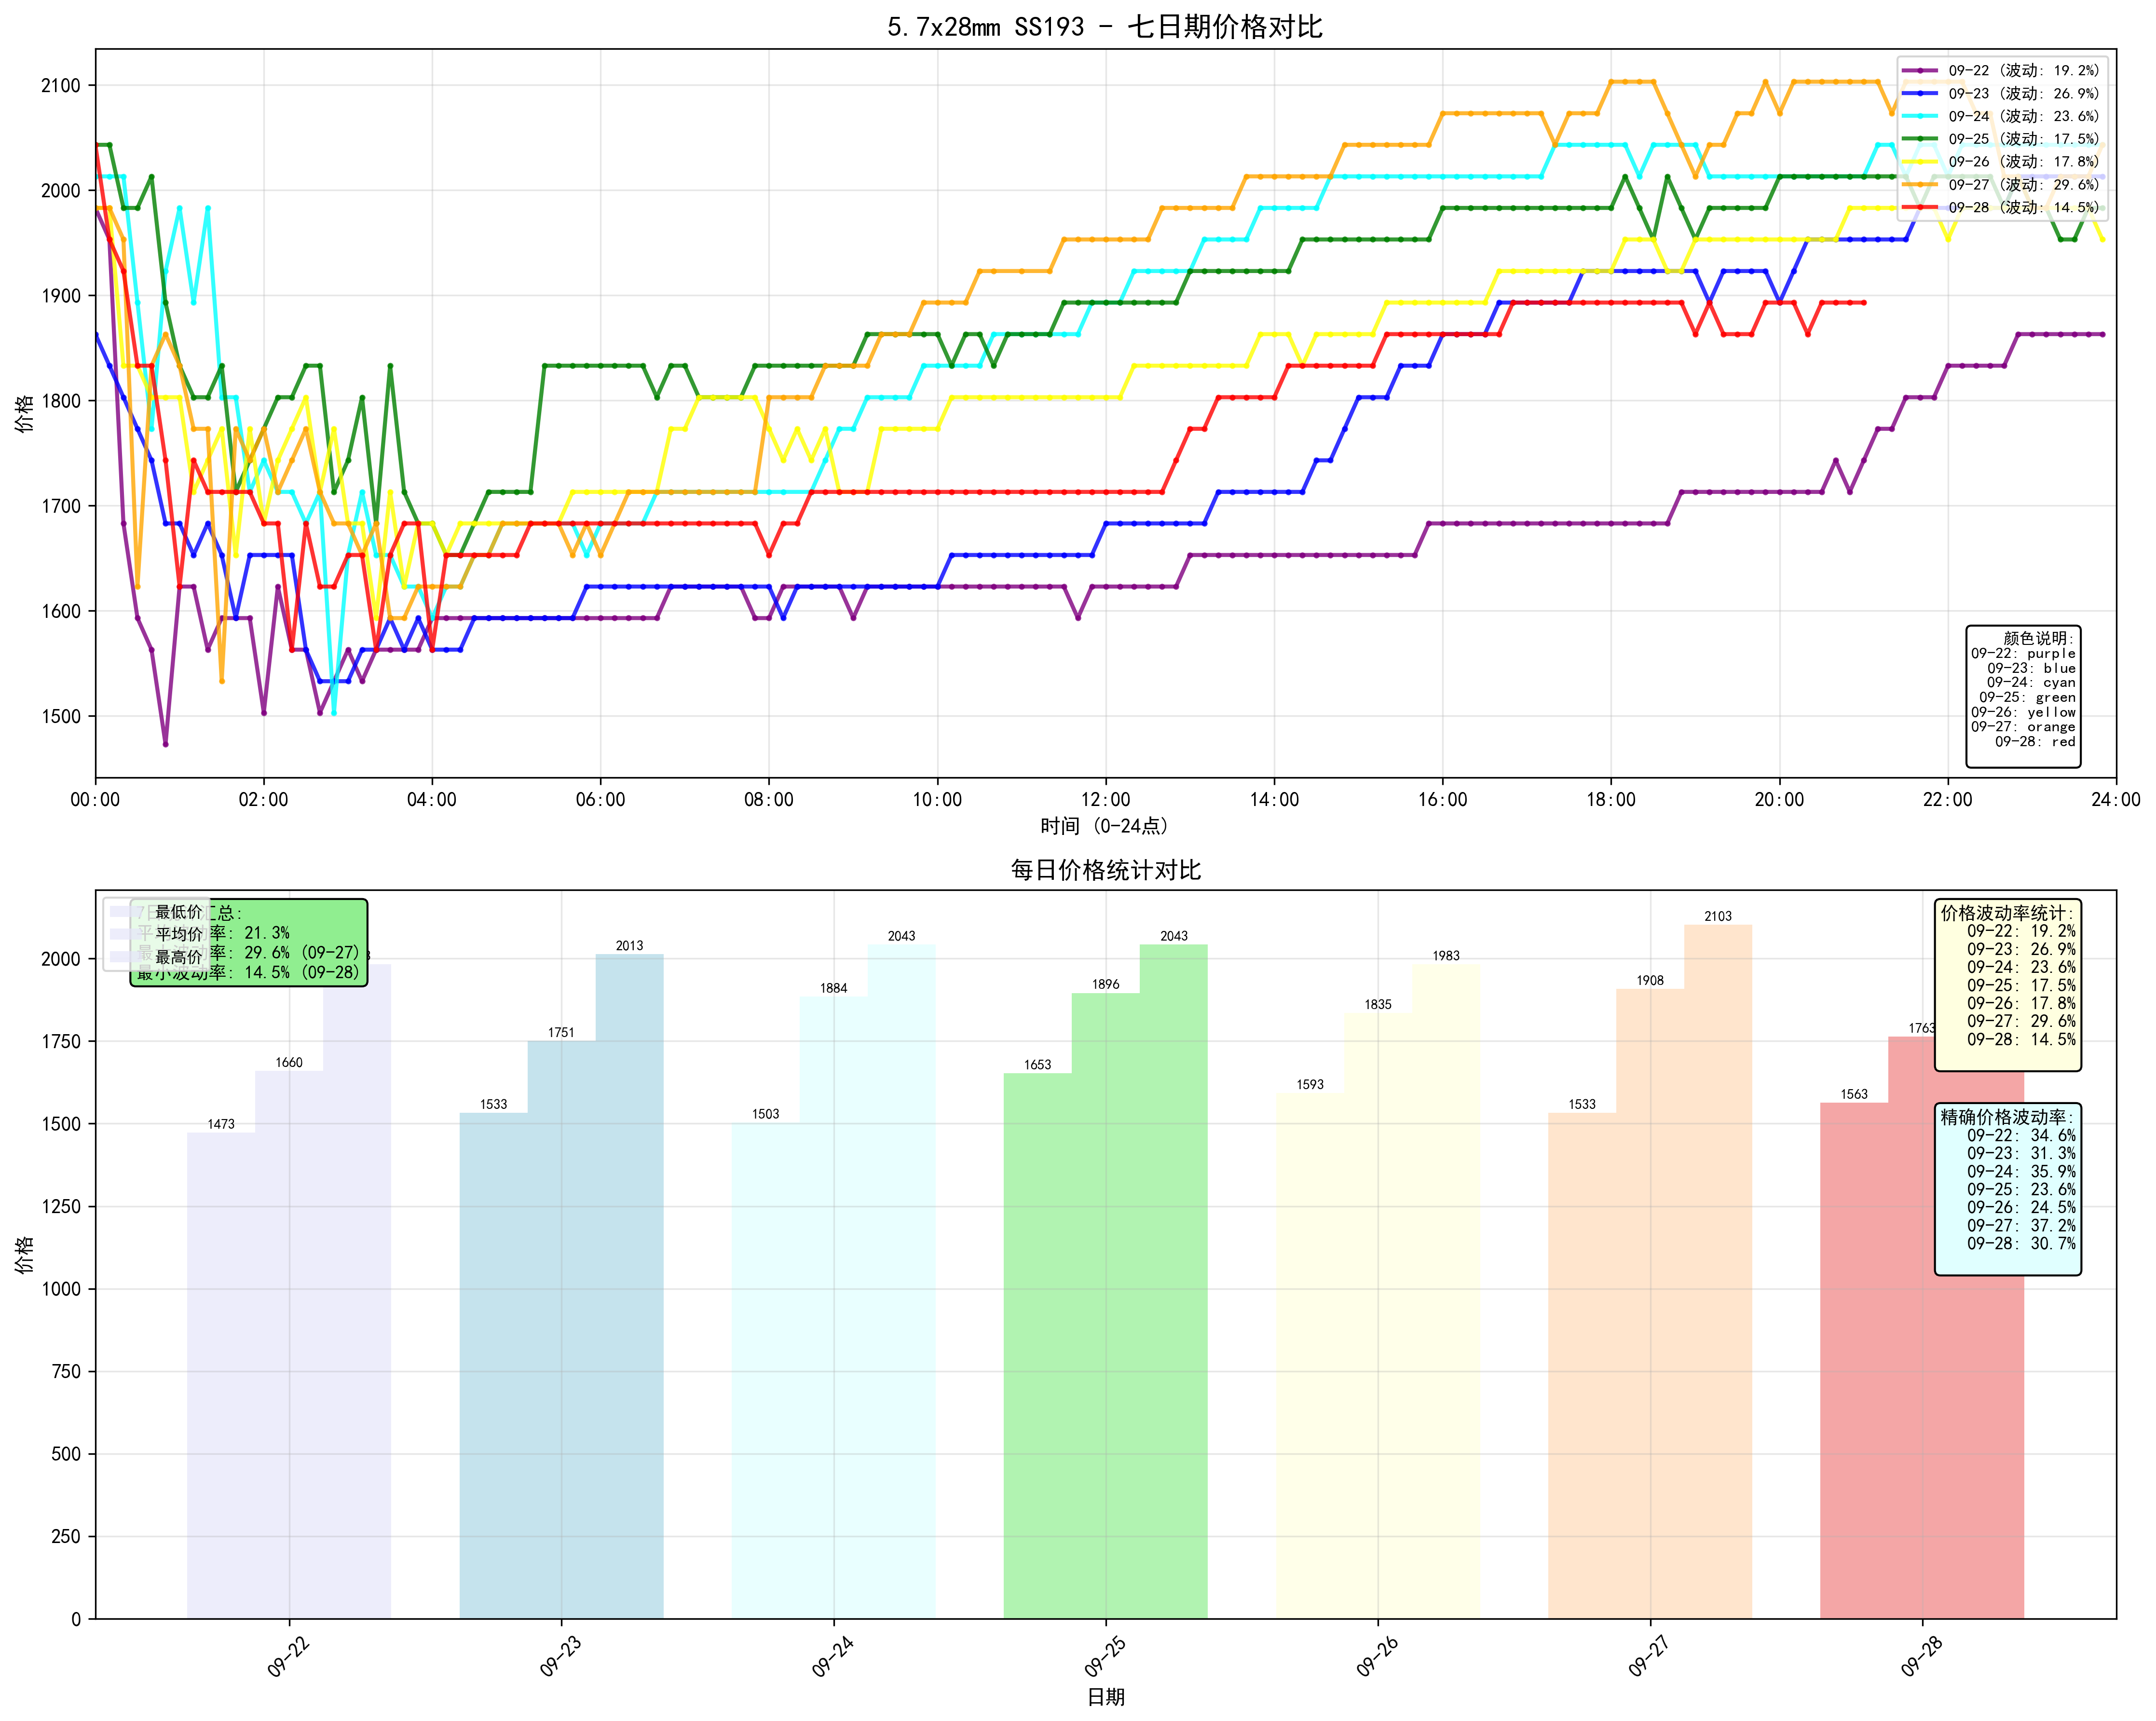 5.7x28mm SS193 - 七日期价格对比
价格
2100
2000
1900
1800
1700
1600
1500
09-22 (波动: 19.2%)
09-23 (波动: 26.9%)
09-24 (波动: 23.6%)
09-25 (波动: 17.5%)
09-26 (波动: 17.8%)
09-27 (波动: 29.6%)
09-28 (波动: 14.5%)
颜色说明:
09-22: purple
09-23: blue
09-24: cyan
09-25: green
09-26: yellow
09-27: orange
09-28: red
00:00 02:00 04:00 06:00 08:00 10:00 12:00 14:00 16:00 18:00 20:00 22:00 24:00
时间 (0-24点)
每日价格统计对比
价格
2000
1750
1500
1250
1000
750
500
250
0
最低价
平均价
最高价
汇总:
率: 21.3%
率: 29.6% (09-27)
最小波动率: 14.5% (09-28)
1473 1660
1533 1751 2013
1503 1884 2043
1653 1896 2043
1593 1835 1983
1533 1908 2103
1563 1763
价格波动率统计:
09-22: 19.2%
09-23: 26.9%
09-24: 23.6%
09-25: 17.5%
09-26: 17.8%
09-27: 29.6%
09-28: 14.5%
精确价格波动率:
09-22: 34.6%
09-23: 31.3%
09-24: 35.9%
09-25: 23.6%
09-26: 24.5%
09-27: 37.2%
09-28: 30.7%
09-22 09-23 09-24 09-25 09-26 09-27 09-28
日期